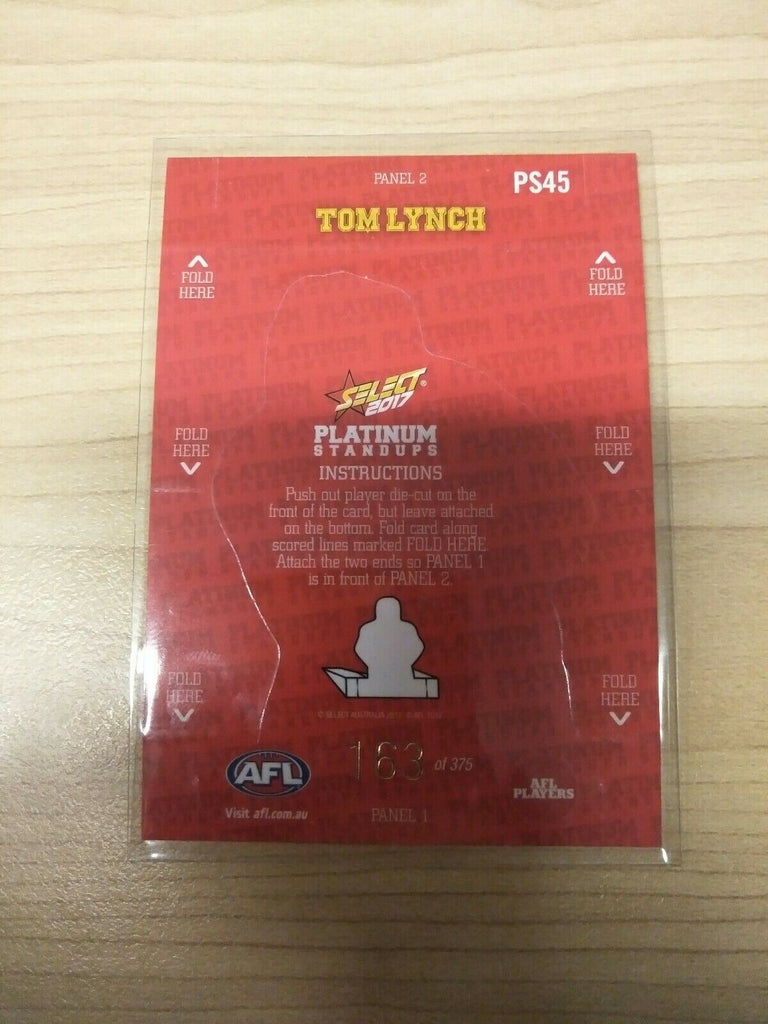 PANEL 2
PS45
TOM LYNCH
FOLD HERE
FOLD HERE
SELECT®
2017
PLATINUM
STANDUPS
FOLD HERE
FOLD HERE
INSTRUCTIONS
Push out player die-cut on the
front of the card, but leave attached
on the bottom. Fold card along
scored lines marked FOLD HERE.
Attach the two ends so PANEL 1
is in front of PANEL 2.
FOLD HERE
FOLD HERE
AFL
163 of 375
AFL
PLAYERS
Visit afl.com.au
PANEL 1